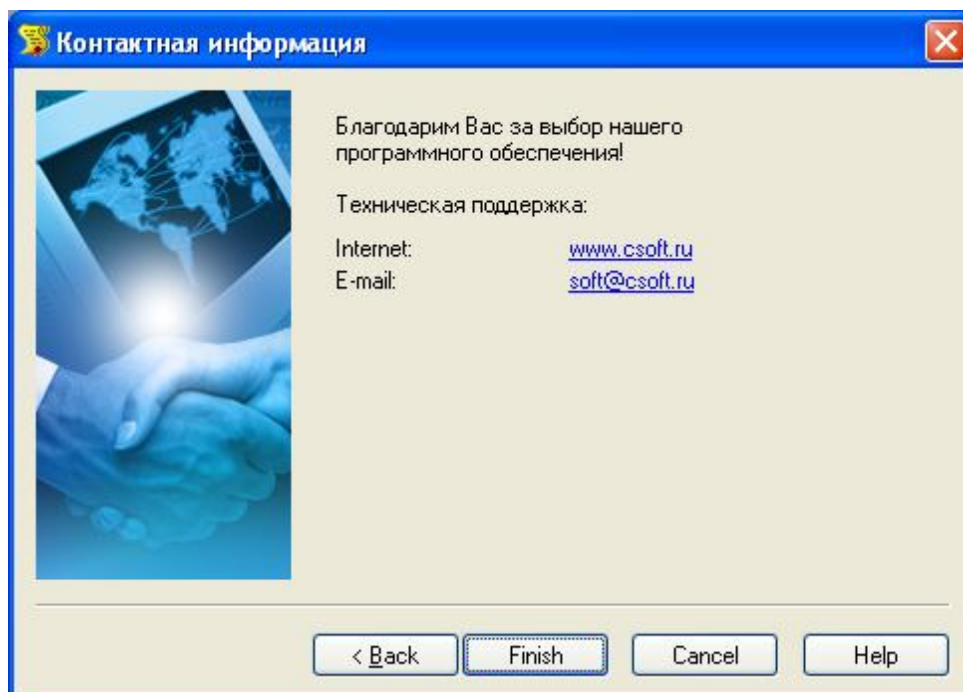 Контактная информация
Благодарим Вас за выбор нашего
программного обеспечения!
Техническая поддержка:
Internet: www.csoft.ru
E-mail: soft@csoft.ru
< Back Finish Cancel Help